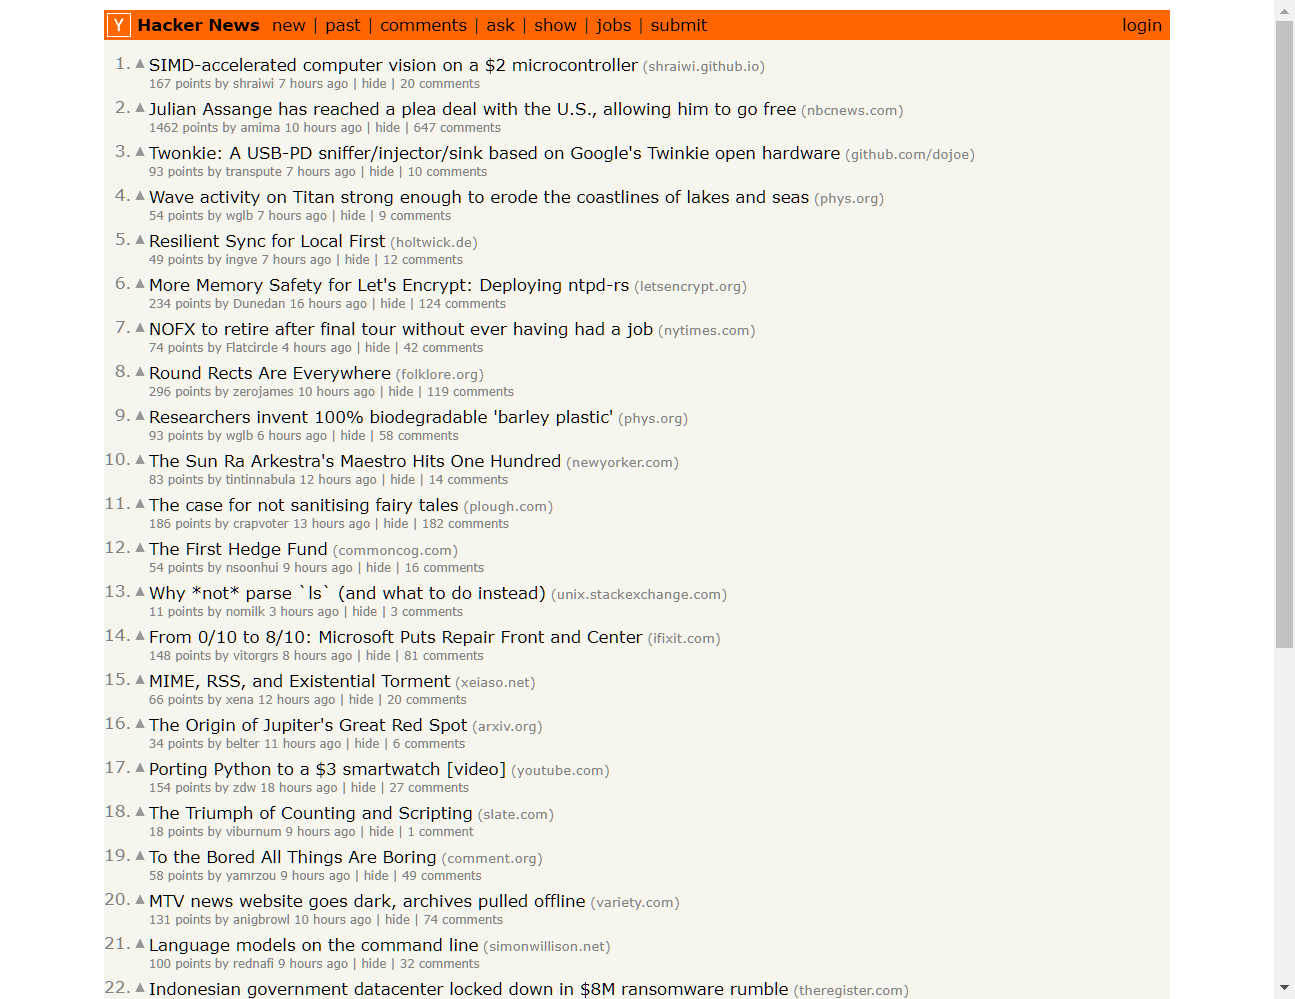 Y Hacker News new | past | comments | ask | show | jobs | submit login
1. SIMD-accelerated computer vision on a $2 microcontroller (shraiwi.github.io)
167 points by shraiwi 7 hours ago | hide | 20 comments
2. Julian Assange has reached a plea deal with the U.S., allowing him to go free (nbcnews.com)
1462 points by amima 10 hours ago | hide | 647 comments
3. Twonkie: A USB-PD sniffer/injector/sink based on Google's Twinkie open hardware (github.com/dojoe)
93 points by transpute 7 hours ago | hide | 10 comments
4. Wave activity on Titan strong enough to erode the coastlines of lakes and seas (phys.org)
54 points by wglb 7 hours ago | hide | 9 comments
5. Resilient Sync for Local First (holtwick.de)
49 points by ingve 7 hours ago | hide | 12 comments
6. More Memory Safety for Let's Encrypt: Deploying ntpd-rs (letsencrypt.org)
234 points by Dunedan 16 hours ago | hide | 124 comments
7. NOFX to retire after final tour without ever having had a job (nytimes.com)
74 points by Flatcircle 4 hours ago | hide | 42 comments
8. Round Rects Are Everywhere (folklore.org)
296 points by zerojames 10 hours ago | hide | 119 comments
9. Researchers invent 100% biodegradable 'barley plastic' (phys.org)
93 points by wglb 6 hours ago | hide | 58 comments
10. The Sun Ra Arkestra's Maestro Hits One Hundred (newyorker.com)
83 points by tintinnabula 12 hours ago | hide | 14 comments
11. The case for not sanitising fairy tales (plough.com)
186 points by crapvoter 13 hours ago | hide | 182 comments
12. The First Hedge Fund (commoncog.com)
54 points by nsoonhui 9 hours ago | hide | 16 comments
13. Why *not* parse `ls` (and what to do instead) (unix.stackexchange.com)
11 points by nomilk 3 hours ago | hide | 3 comments
14. From 0/10 to 8/10: Microsoft Puts Repair Front and Center (ifixit.com)
148 points by vitorgrs 8 hours ago | hide | 81 comments
15. MIME, RSS, and Existential Torment (xeiaso.net)
66 points by xena 12 hours ago | hide | 20 comments
16. The Origin of Jupiter's Great Red Spot (arxiv.org)
34 points by belter 11 hours ago | hide | 6 comments
17. Porting Python to a $3 smartwatch [video] (youtube.com)
154 points by zdw 18 hours ago | hide | 27 comments
18. The Triumph of Counting and Scripting (slate.com)
18 points by viburnum 9 hours ago | hide | 1 comment
19. To the Bored All Things Are Boring (comment.org)
58 points by yamrzou 9 hours ago | hide | 49 comments
20. MTV news website goes dark, archives pulled offline (variety.com)
131 points by anigbrowl 10 hours ago | hide | 74 comments
21. Language models on the command line (simonwillison.net)
100 points by rednafi 9 hours ago | hide | 32 comments
22. Indonesian government datacenter locked down in $8M ransomware rumble (theregister.com)